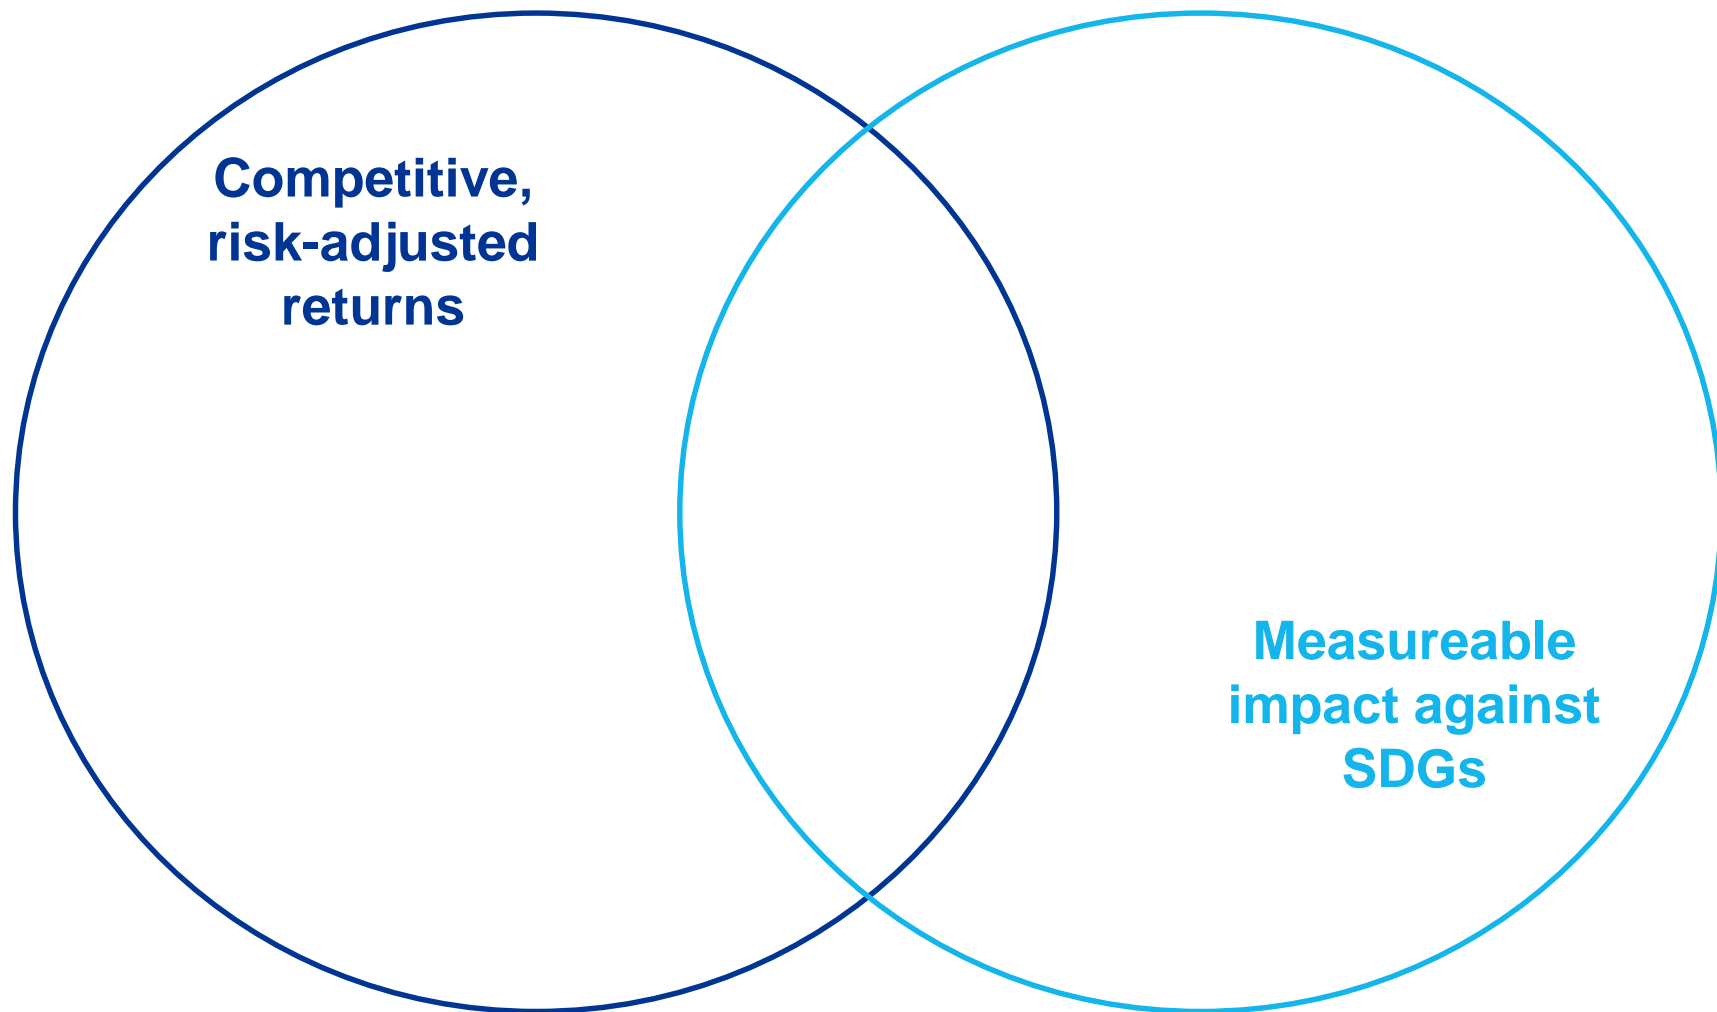 Competitive,
risk-adjusted
returns
Measureable
impact against
SDGs